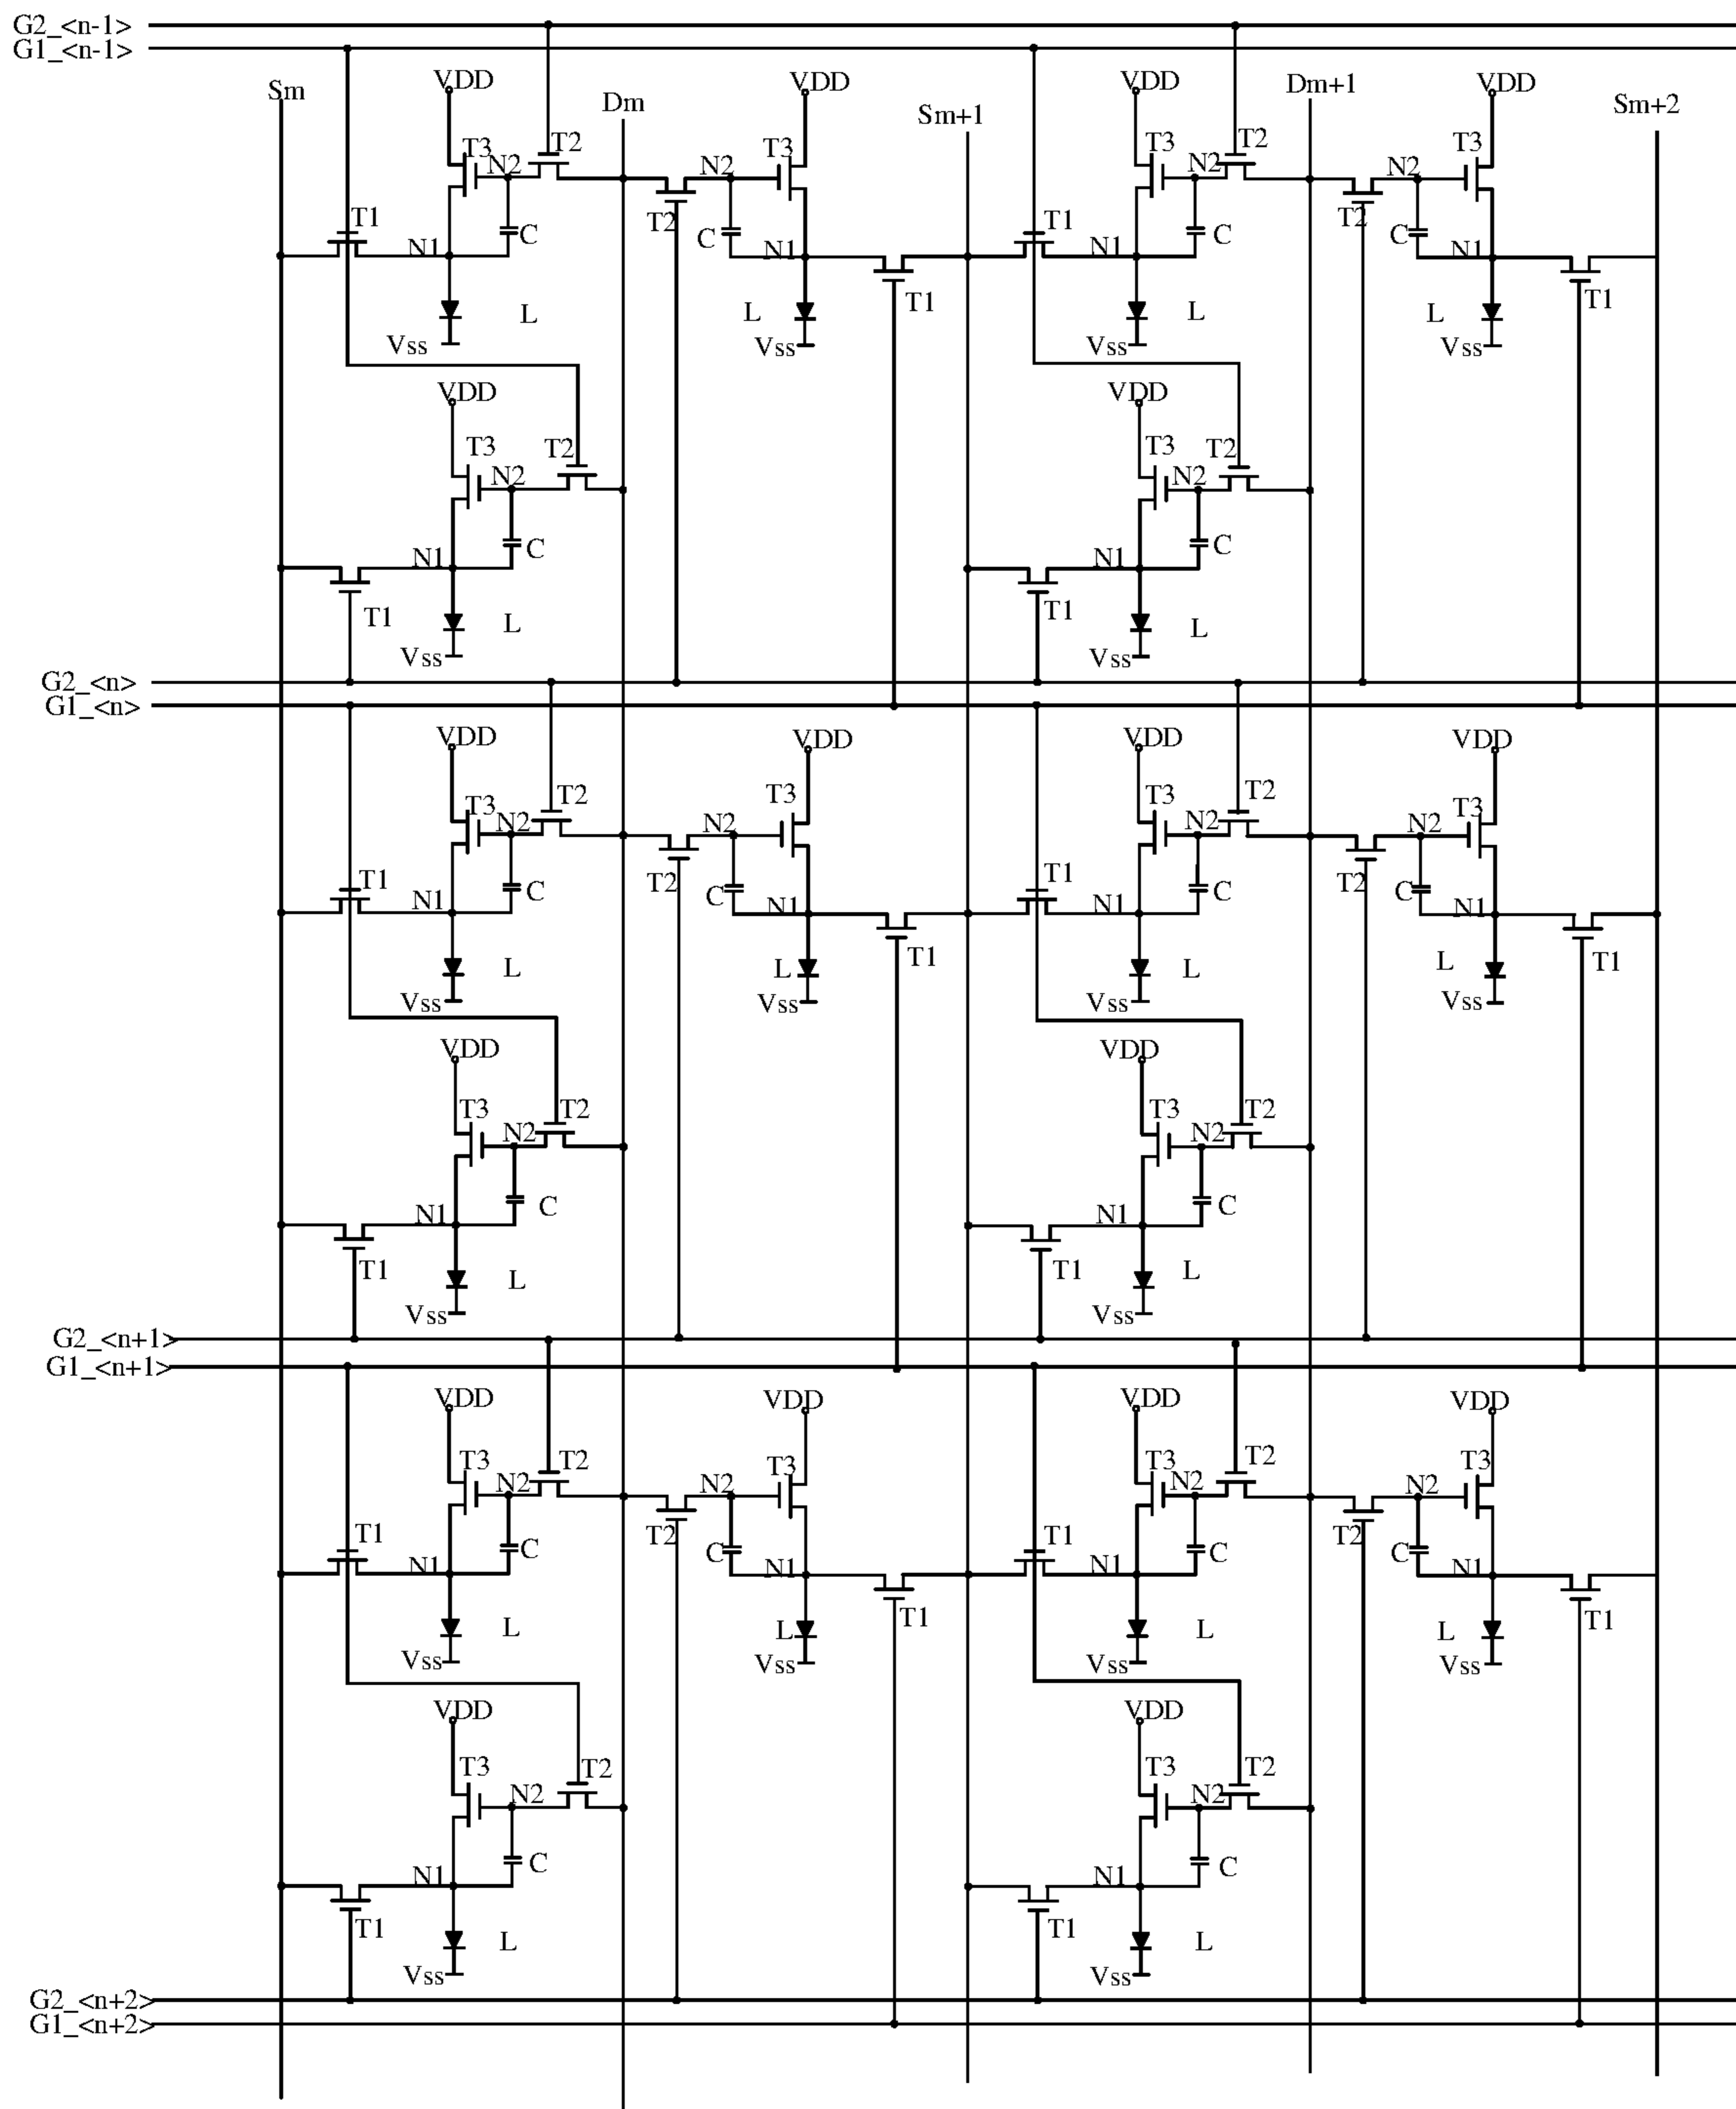 G2_<n-1>
G1_<n-1>
Sm VDD Dm VDD Sm+1 VDD Dm+1 VDD Sm+2
T3 N2 T2 N2 T3 T3 N2 T2 N2 T3
T1 N1 C T2 C N1 T1 N1 C T2 C N1
L L T1 L L T1
Vss Vss Vss Vss
VDD VDD
T3 N2 T2 T3 N2 T2
N1 C N1 C
T1 L T1 L
Vss Vss
G2_<n>
G1_<n>
VDD VDD VDD VDD
T3 N2 T2 N2 T3 T3 N2 T2 N2 T3
T1 N1 C T2 C N1 T1 N1 C T2 C N1
L L T1 L L T1
Vss Vss Vss Vss
VDD VDD
T3 N2 T2 T3 N2 T2
N1 C N1 C
T1 L T1 L
Vss Vss
G2_<n+1>
G1_<n+1>
VDD VDD VDD VDD
T3 N2 T2 N2 T3 T3 N2 T2 N2 T3
T1 N1 C T2 C N1 T1 N1 C T2 C N1
L L T1 L L T1
Vss Vss Vss Vss
VDD VDD
T3 N2 T2 T3 N2 T2
N1 C N1 C
T1 L T1 L
Vss Vss
G2_<n+2>
G1_<n+2>